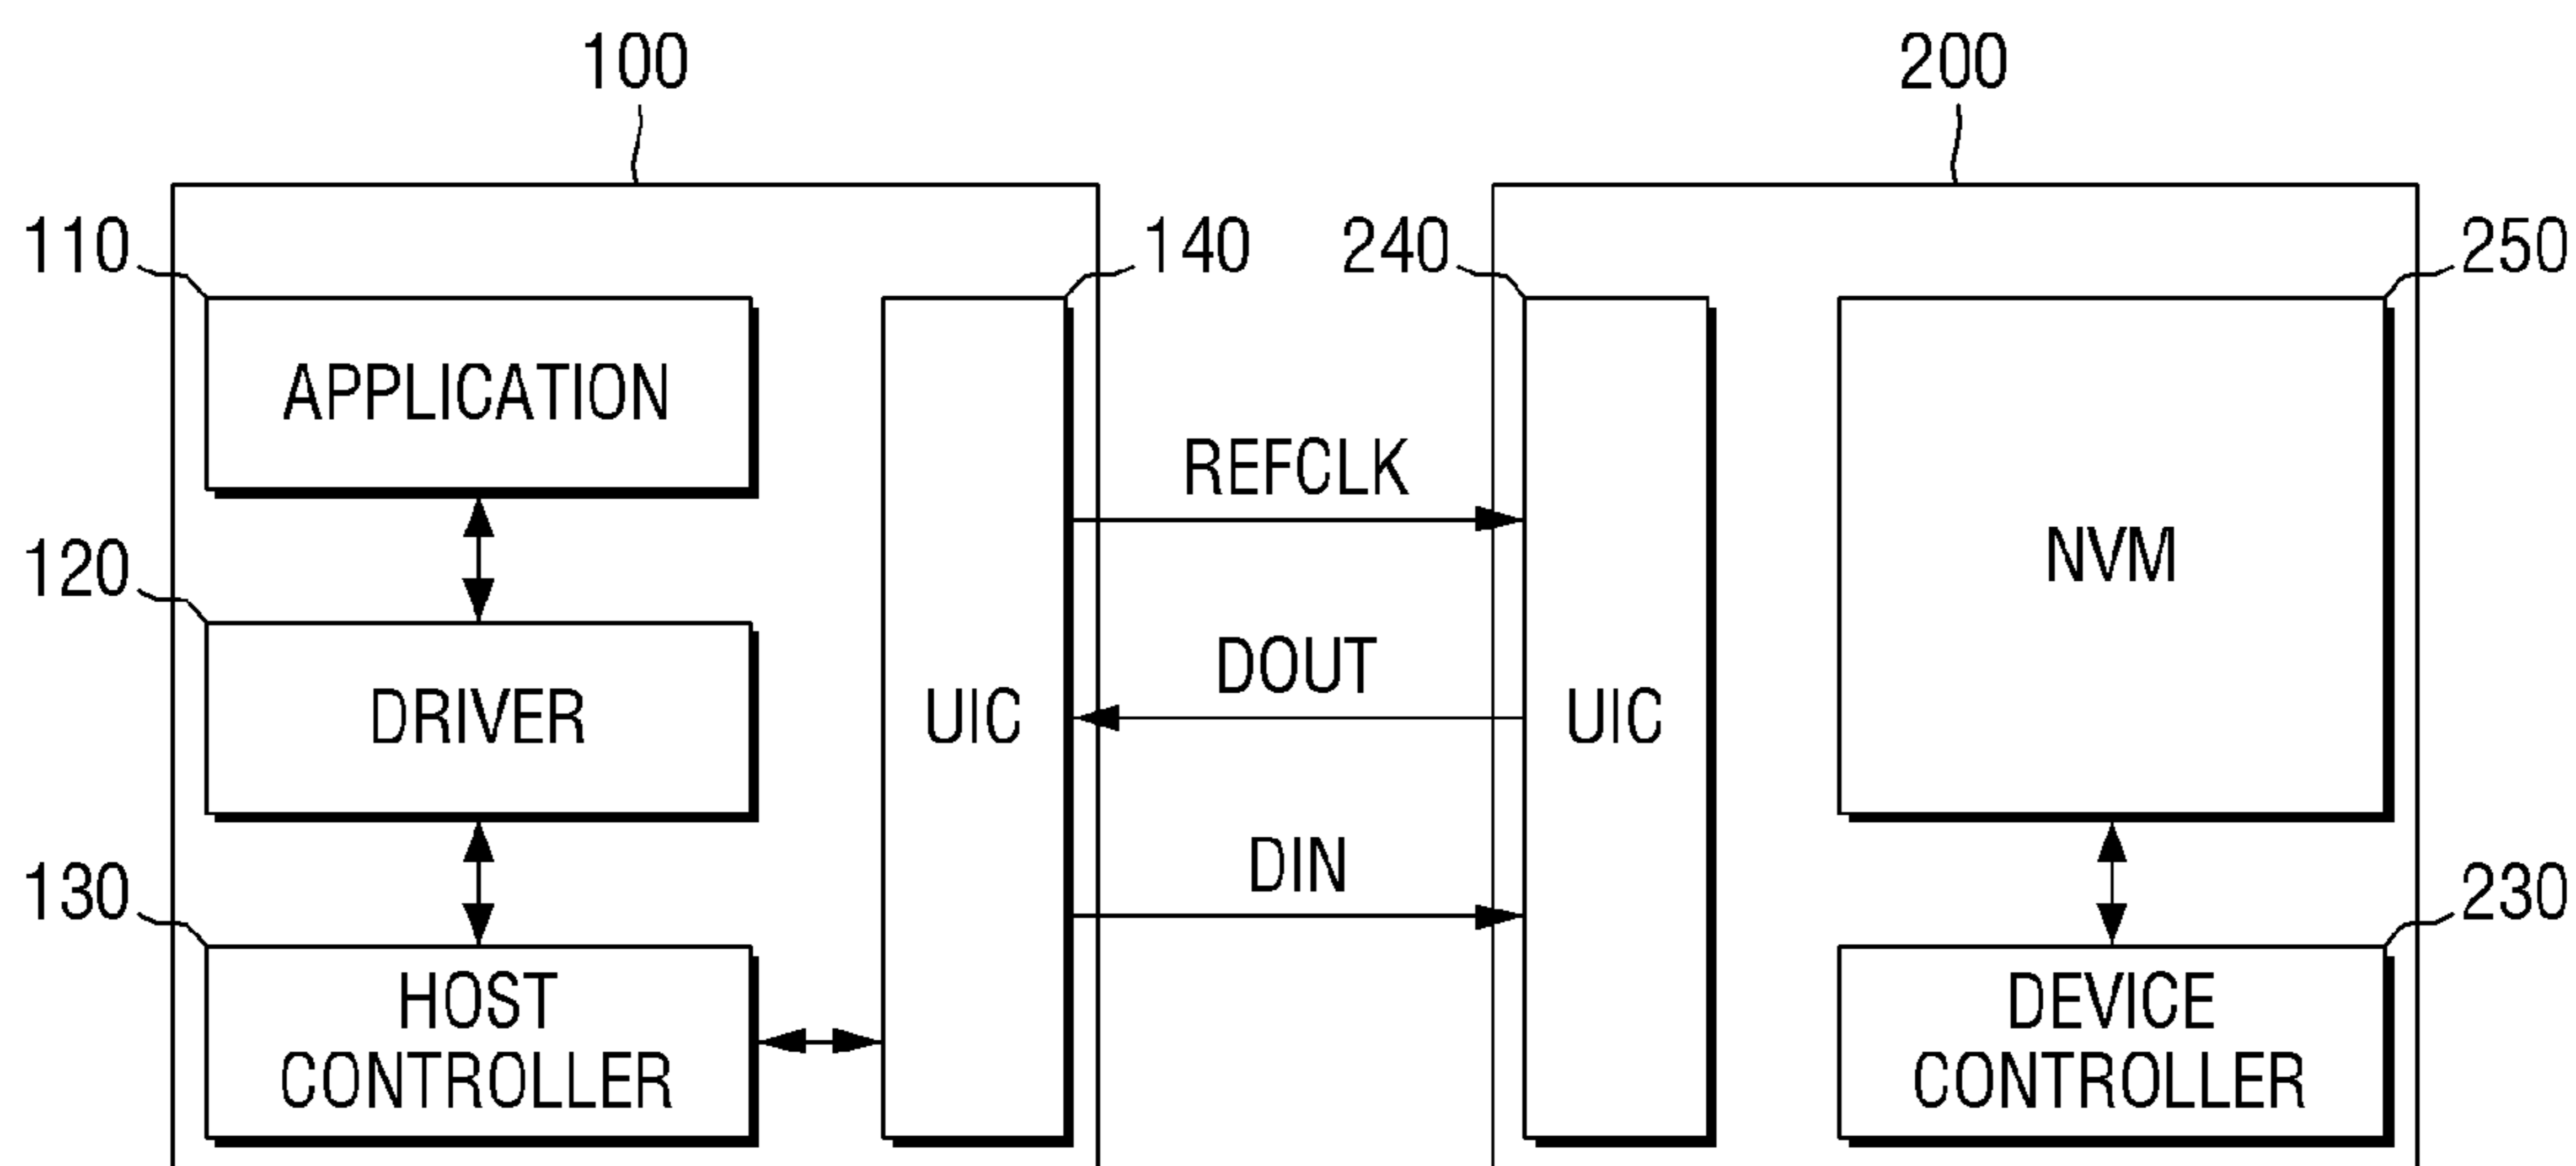 100
200
110
140
240
250
APPLICATION
REFCLK
NVM
120
DRIVER
UIC
DOUT
UIC
DIN
130
230
HOST
CONTROLLER
DEVICE
CONTROLLER